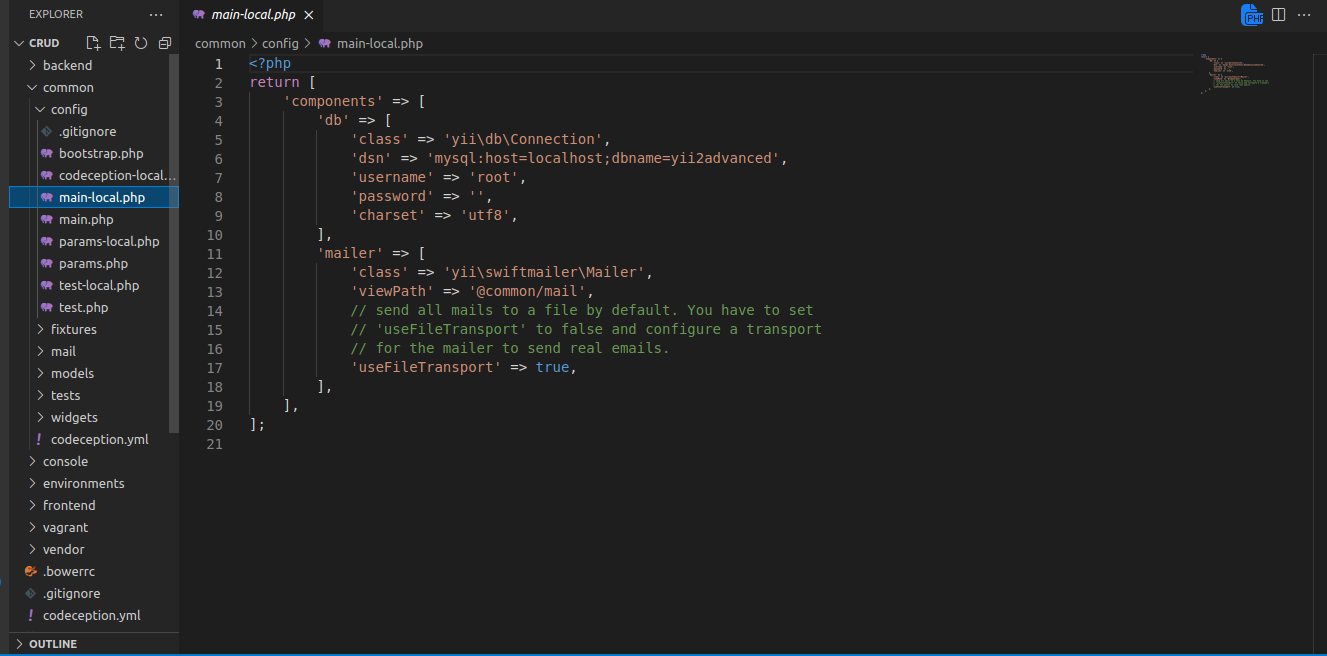 EXPLORER
CRUD
backend
common
config
.gitignore
bootstrap.php
codeception-local...
main-local.php
main.php
params-local.php
params.php
test-local.php
test.php
fixtures
mail
models
tests
widgets
codeception.yml
console
environments
frontend
vagrant
vendor
.bowerrc
.gitignore
codeception.yml
OUTLINE
main-local.php
PHP
common > config > main-local.php
1 <?php
2 return [
3     'components' => [
4         'db' => [
5             'class' => 'yii\db\Connection',
6             'dsn' => 'mysql:host=localhost;dbname=yii2advanced',
7             'username' => 'root',
8             'password' => '',
9             'charset' => 'utf8',
10         ],
11         'mailer' => [
12             'class' => 'yii\swiftmailer\Mailer',
13             'viewPath' => '@common/mail',
14             // send all mails to a file by default. You have to set
15             // 'useFileTransport' to false and configure a transport
16             // for the mailer to send real emails.
17             'useFileTransport' => true,
18         ],
19     ],
20 ];
21